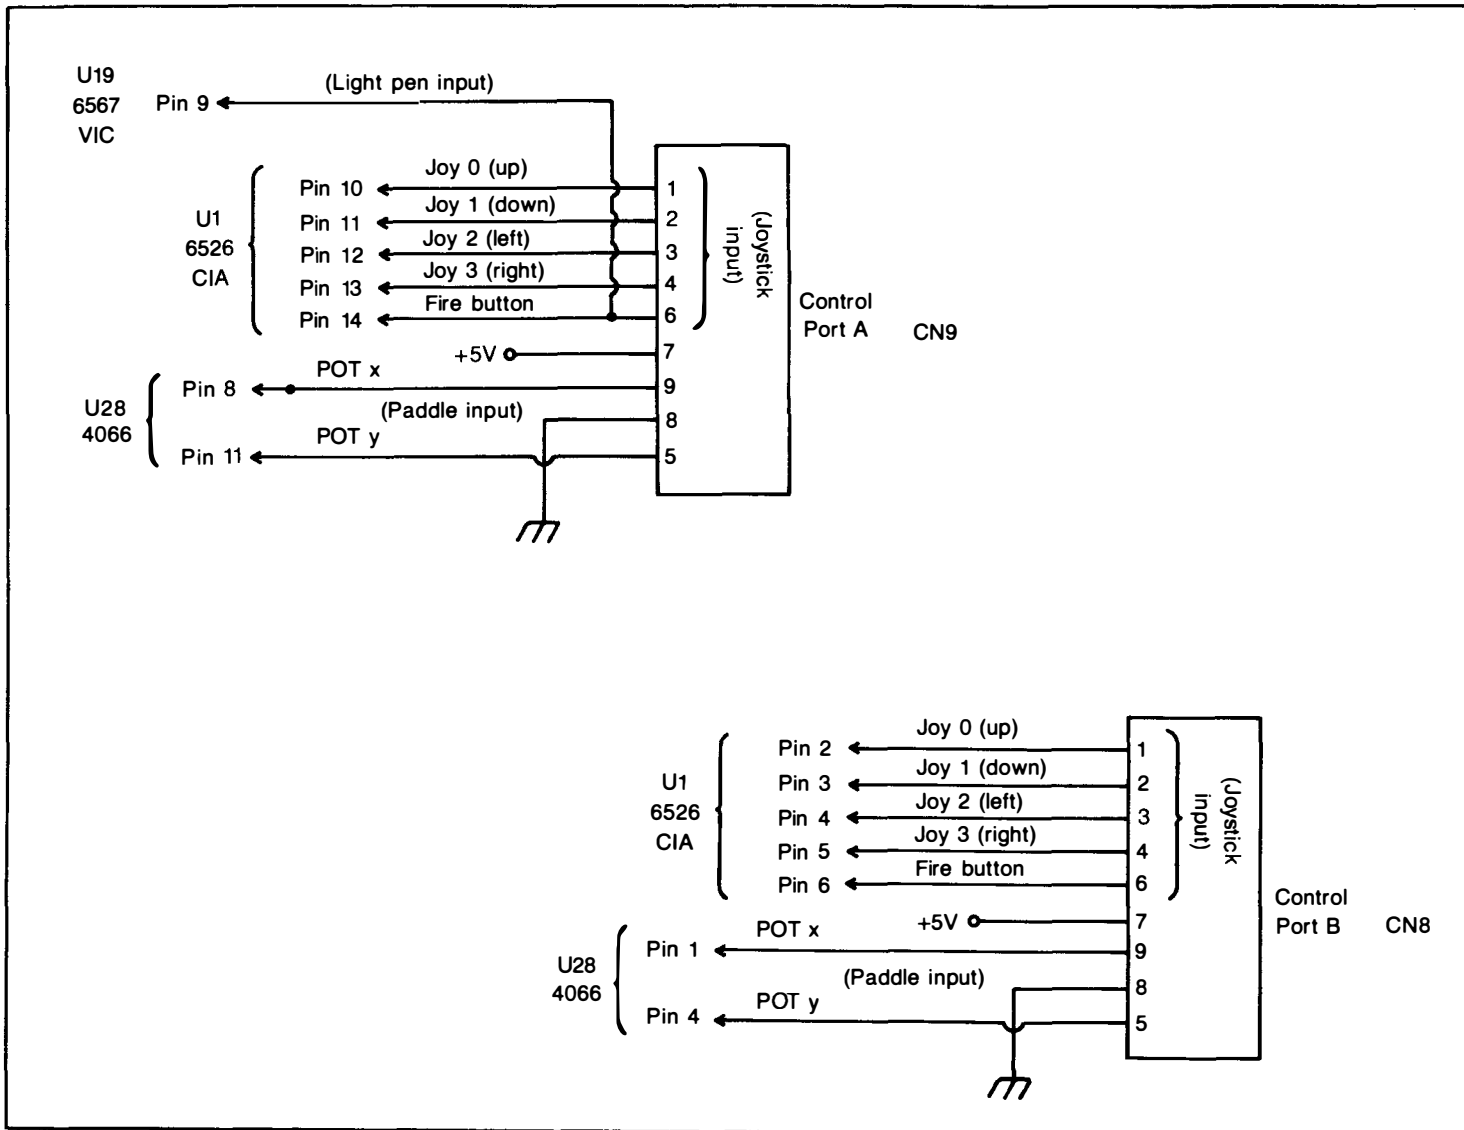 U19
6567
VIC
Pin 9
(Light pen input)
U1
6526
CIA
Pin 10
Joy 0 (up)
1
Pin 11
Joy 1 (down)
2
Pin 12
Joy 2 (left)
3
Pin 13
Joy 3 (right)
4
Pin 14
Fire button
6
(Joystick
input)
+5V
7
U28
4066
Pin 8
POT x
9
(Paddle input)
8
Pin 11
POT y
5
Control
Port A
CN9
U1
6526
CIA
Pin 2
Joy 0 (up)
1
Pin 3
Joy 1 (down)
2
Pin 4
Joy 2 (left)
3
Pin 5
Joy 3 (right)
4
Pin 6
Fire button
6
(Joystick
input)
+5V
7
U28
4066
Pin 1
POT x
9
(Paddle input)
8
Pin 4
POT y
5
Control
Port B
CN8